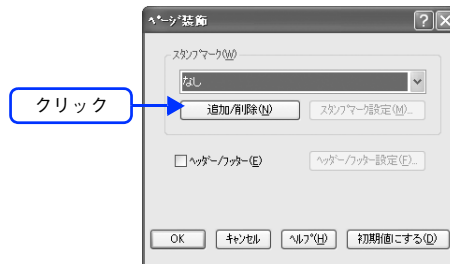 ﾍﾟｰｼﾞ装飾
ｽﾀﾝﾌﾟﾏｰｸ(W)
なし
クリック
追加/削除(N)
ｽﾀﾝﾌﾟﾏｰｸ設定(M)...
ﾍｯﾀﾞｰ/ﾌｯﾀｰ(E)
ﾍｯﾀﾞｰ/ﾌｯﾀｰ設定(F)...
OK
ｷｬﾝｾﾙ
ﾍﾙﾌﾟ(H)
初期値にする(D)